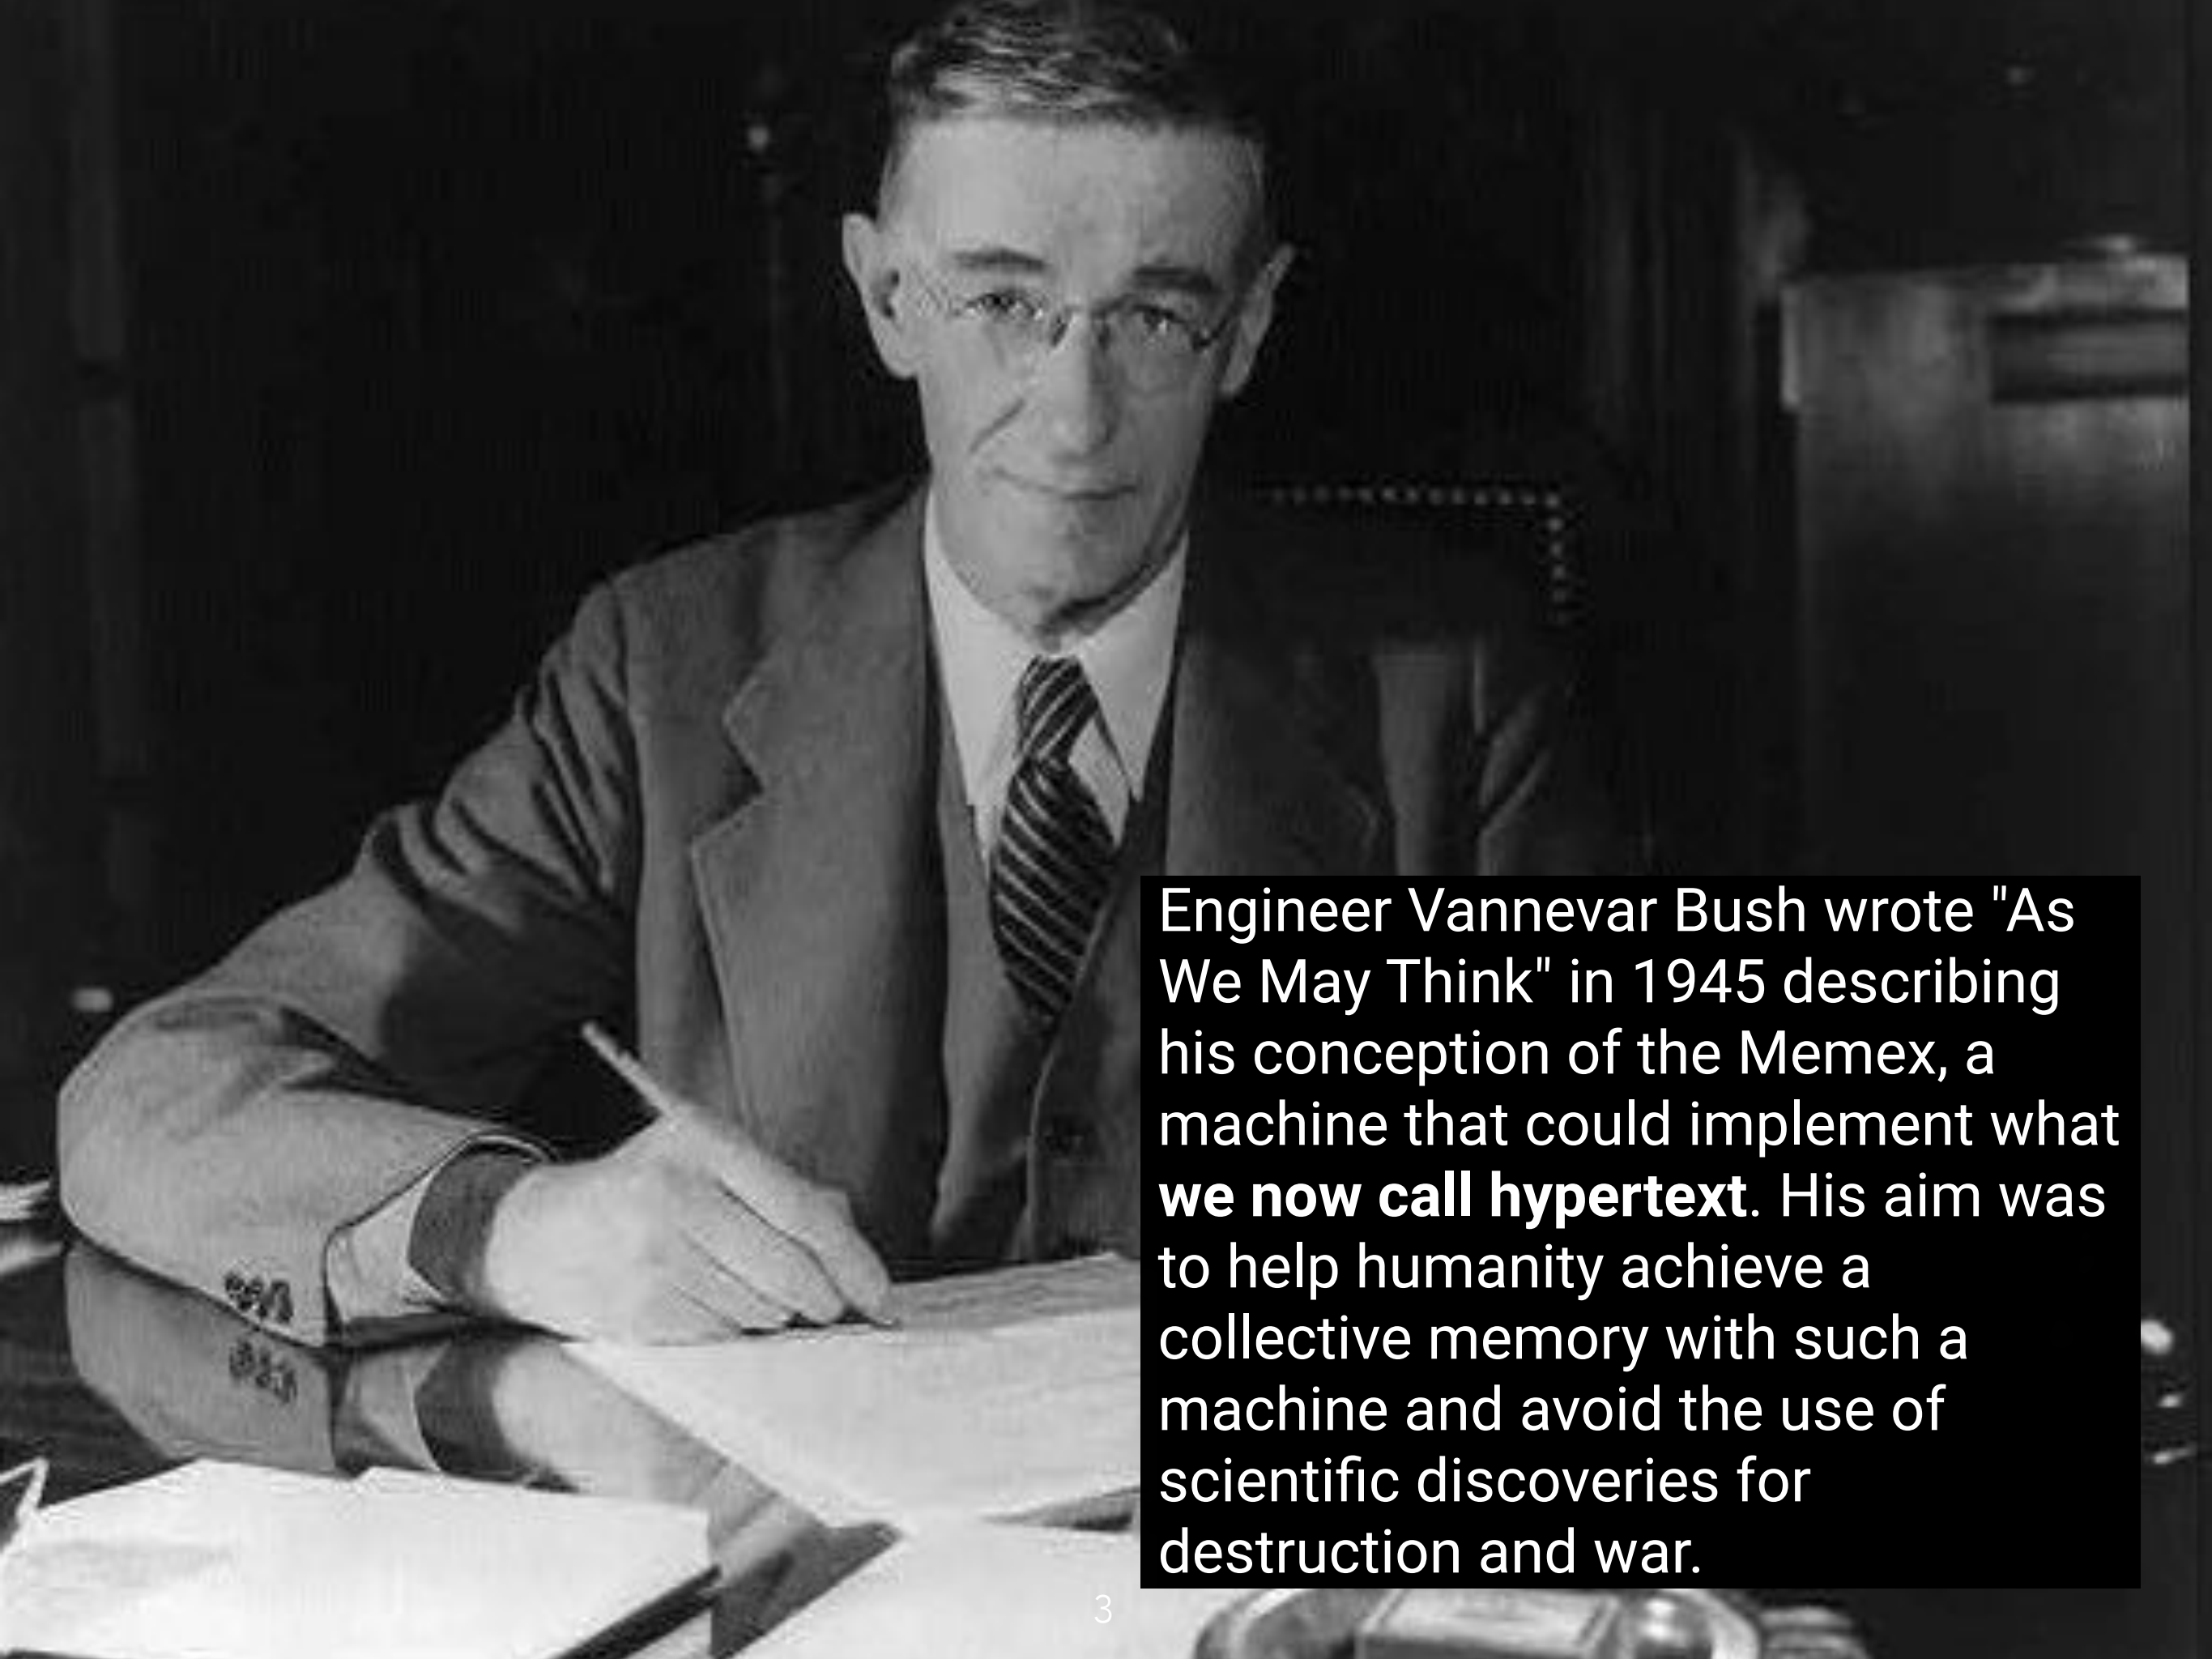 Engineer Vannevar Bush wrote "As
We May Think" in 1945 describing
his conception of the Memex, a
machine that could implement what
we now call hypertext. His aim was
to help humanity achieve a
collective memory with such a
machine and avoid the use of
scientific discoveries for
destruction and war.
3